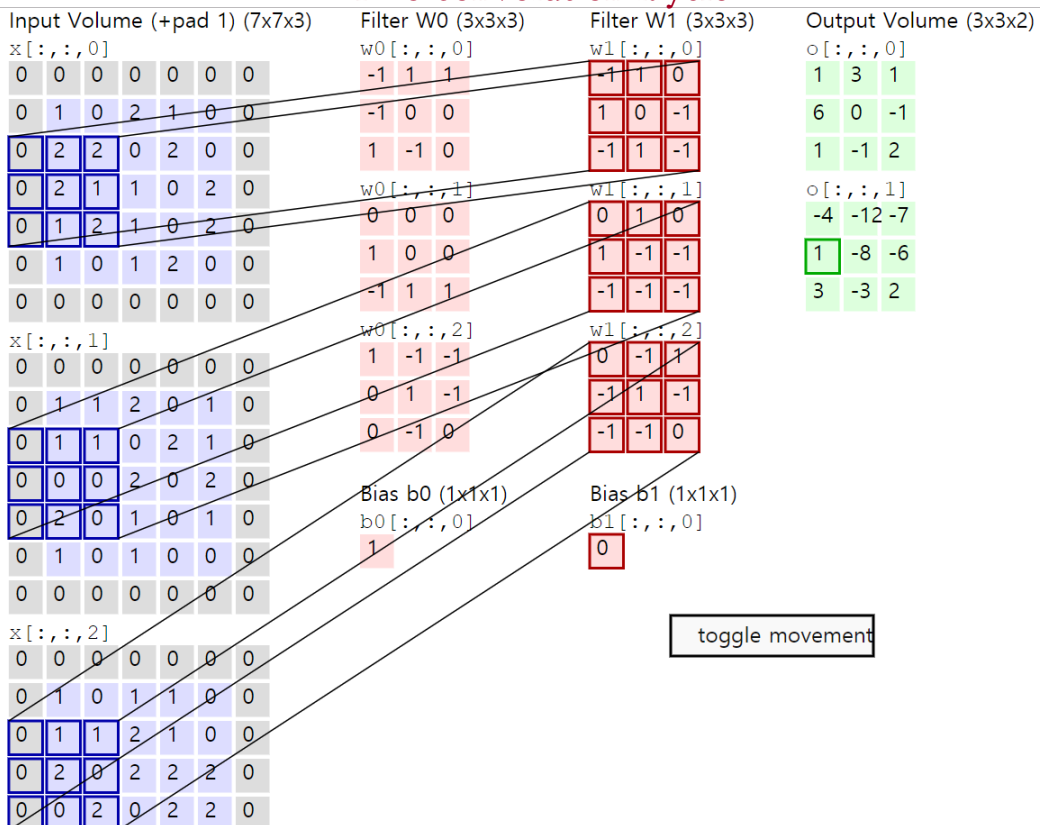 Input Volume (+pad 1) (7x7x3)
x[:,:,0]
0 0 0 0 0 0 0
0 1 0 2 1 0 0
0 2 2 0 2 0 0
0 2 1 1 0 2 0
0 1 2 1 0 2 0
0 1 0 1 2 0 0
0 0 0 0 0 0 0
x[:,:,1]
0 0 0 0 0 0 0
0 1 1 2 0 1 0
0 1 1 0 2 1 0
0 0 0 2 0 2 0
0 2 0 1 0 1 0
0 1 0 1 0 0 0
0 0 0 0 0 0 0
x[:,:,2]
0 0 0 0 0 0 0
0 1 0 1 1 0 0
0 1 1 2 1 0 0
0 2 0 2 2 2 0
0 0 2 0 2 2 0
Filter W0 (3x3x3)
w0[:,:,0]
-1 1 1
-1 0 0
1 -1 0
w0[:,:,1]
0 0 0
1 0 0
-1 1 1
w0[:,:,2]
1 -1 -1
0 1 -1
0 -1 0
Bias b0 (1x1x1)
b0[:,:,0]
1
Filter W1 (3x3x3)
w1[:,:,0]
-1 1 0
1 0 -1
-1 1 -1
w1[:,:,1]
0 1 0
1 -1 -1
-1 -1 -1
w1[:,:,2]
0 -1 1
-1 1 -1
-1 -1 0
Bias b1 (1x1x1)
b1[:,:,0]
0
Output Volume (3x3x2)
o[:,:,0]
1 3 1
6 0 -1
1 -1 2
o[:,:,1]
-4 -12 -7
1 -8 -6
3 -3 2
toggle movement